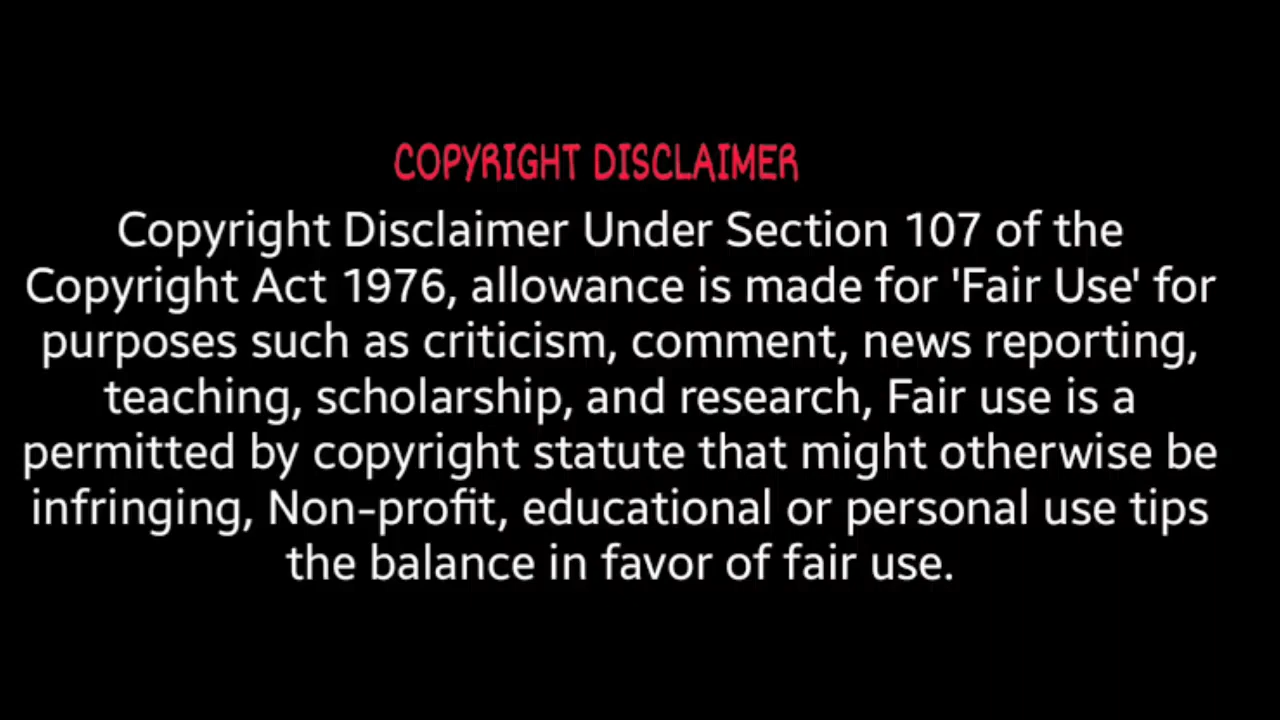 COPYRIGHT DISCLAIMER
Copyright Disclaimer Under Section 107 of the
Copyright Act 1976, allowance is made for 'Fair Use' for
purposes such as criticism, comment, news reporting,
teaching, scholarship, and research, Fair use is a
permitted by copyright statute that might otherwise be
infringing, Non-profit, educational or personal use tips
the balance in favor of fair use.